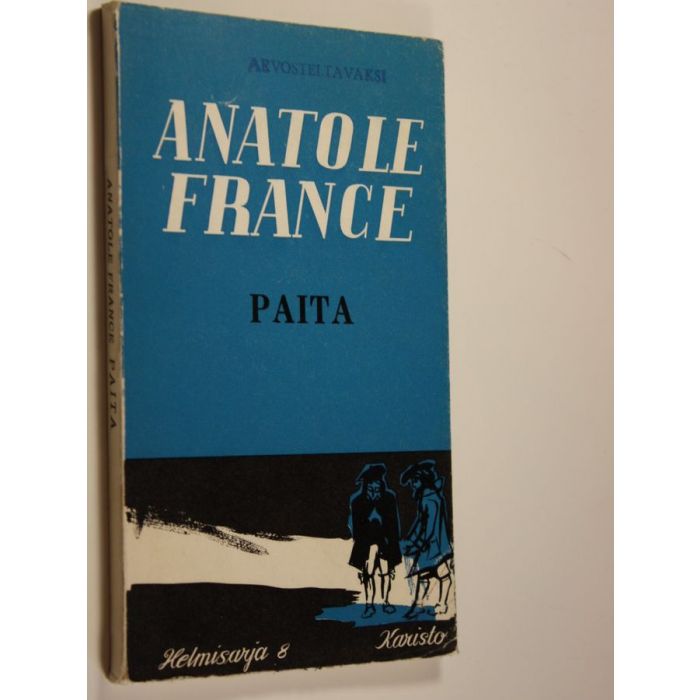 ARVOSTELTAVAKSI
ANATOLE
FRANCE
PAITA
Helmisarja 8 Karisto
ANATOLE FRANCE PAITA